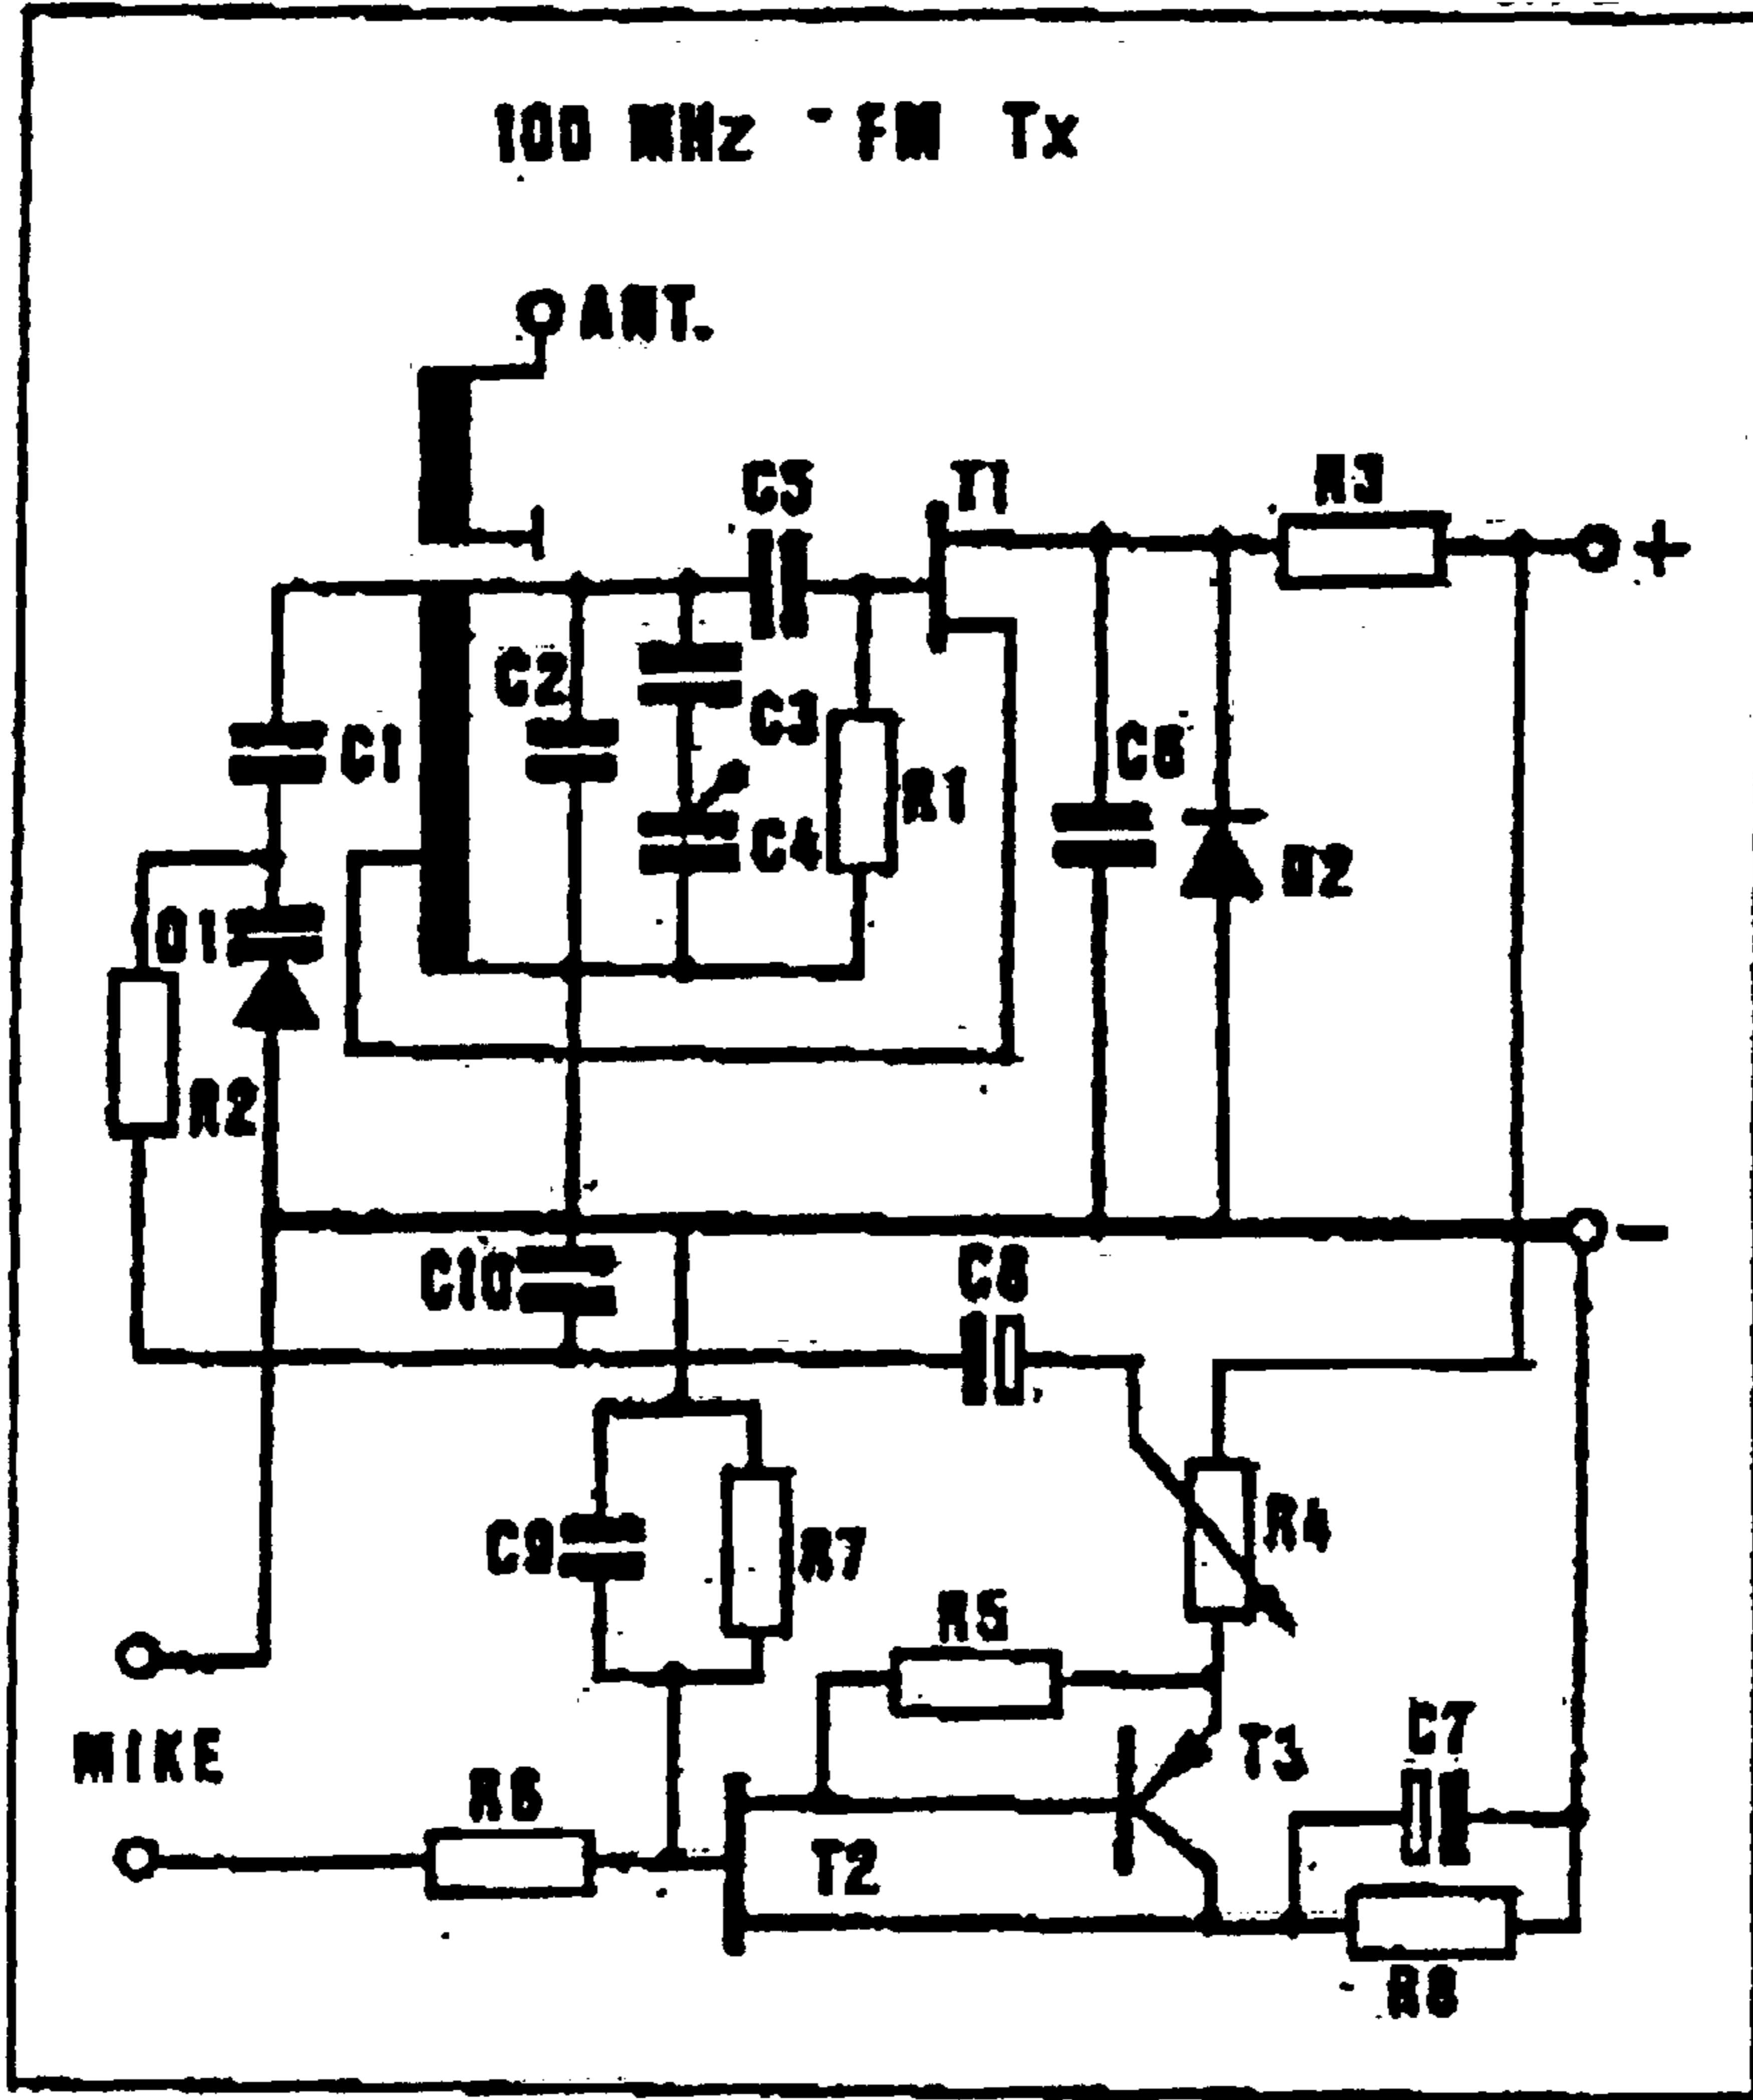 100 MHz - FM Tx
ANT.
C5
T1
R3
+
C2
C3
C1
R1
C6
C4
D2
D1
R2
-
C10
C8
C9
R7
R4
R5
C7
T3
MIKE
R6
T2
R8